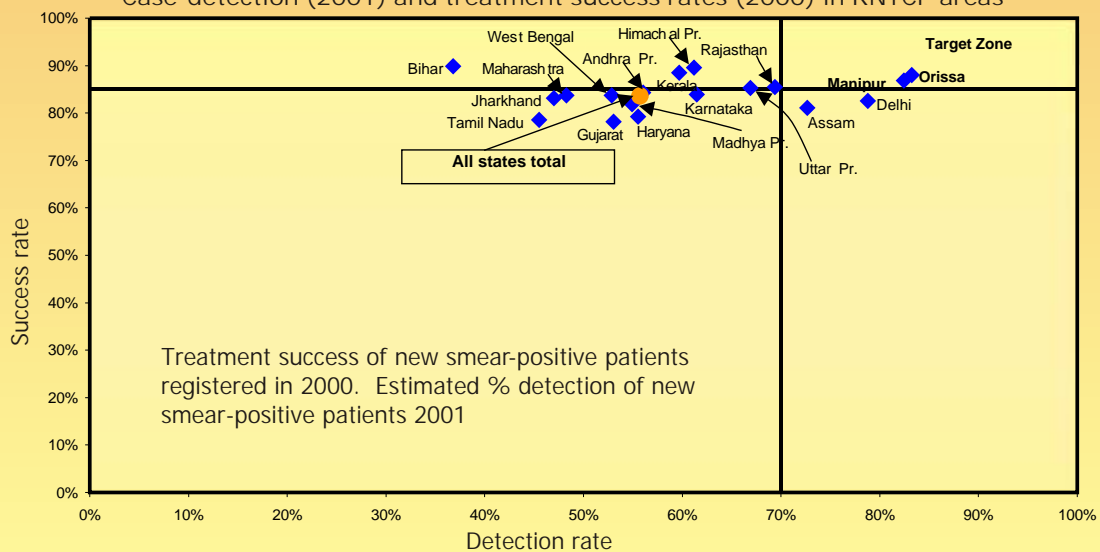 Case detection (2001) and treatment success rates (2000) in RNTCP areas
100%
90%
80%
70%
60%
50%
40%
30%
20%
10%
0%
Success rate
West Bengal
Himachal Pr.
Rajasthan
Target Zone
Andhra Pr.
Bihar
Maharashtra
Kerala
Manipur
Orissa
Jharkhand
Karnataka
Delhi
Tamil Nadu
Gujarat
Haryana
Madhya Pr.
Assam
All states total
Uttar Pr.
Treatment success of new smear-positive patients
registered in 2000. Estimated % detection of new
smear-positive patients 2001
0%
10%
20%
30%
40%
50%
60%
70%
80%
90%
100%
Detection rate